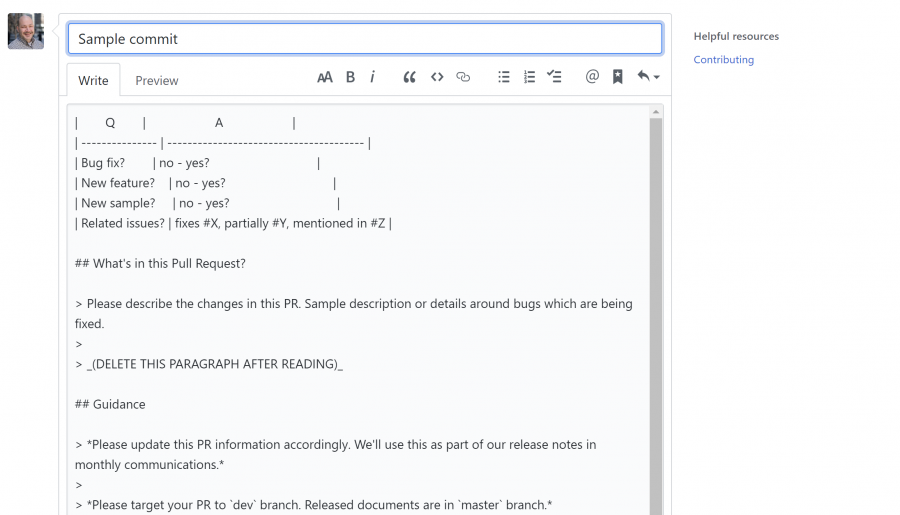 Sample commit
Helpful resources
Contributing
Write Preview
| Q | A |
| --------------- | --------------------------------------- |
| Bug fix? | no - yes? |
| New feature? | no - yes? |
| New sample? | no - yes? |
| Related issues? | fixes #X, partially #Y, mentioned in #Z |
## What's in this Pull Request?
> Please describe the changes in this PR. Sample description or details around bugs which are being
fixed.
>
> _(DELETE THIS PARAGRAPH AFTER READING)_
## Guidance
> *Please update this PR information accordingly. We'll use this as part of our release notes in
monthly communications.*
>
> *Please target your PR to `dev` branch. Released documents are in `master` branch.*